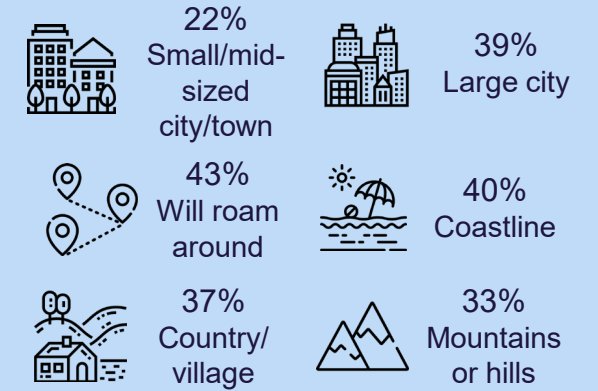 22%
Small/mid-
sized
city/town
39%
Large city
43%
Will roam
around
40%
Coastline
37%
Country/
village
33%
Mountains
or hills